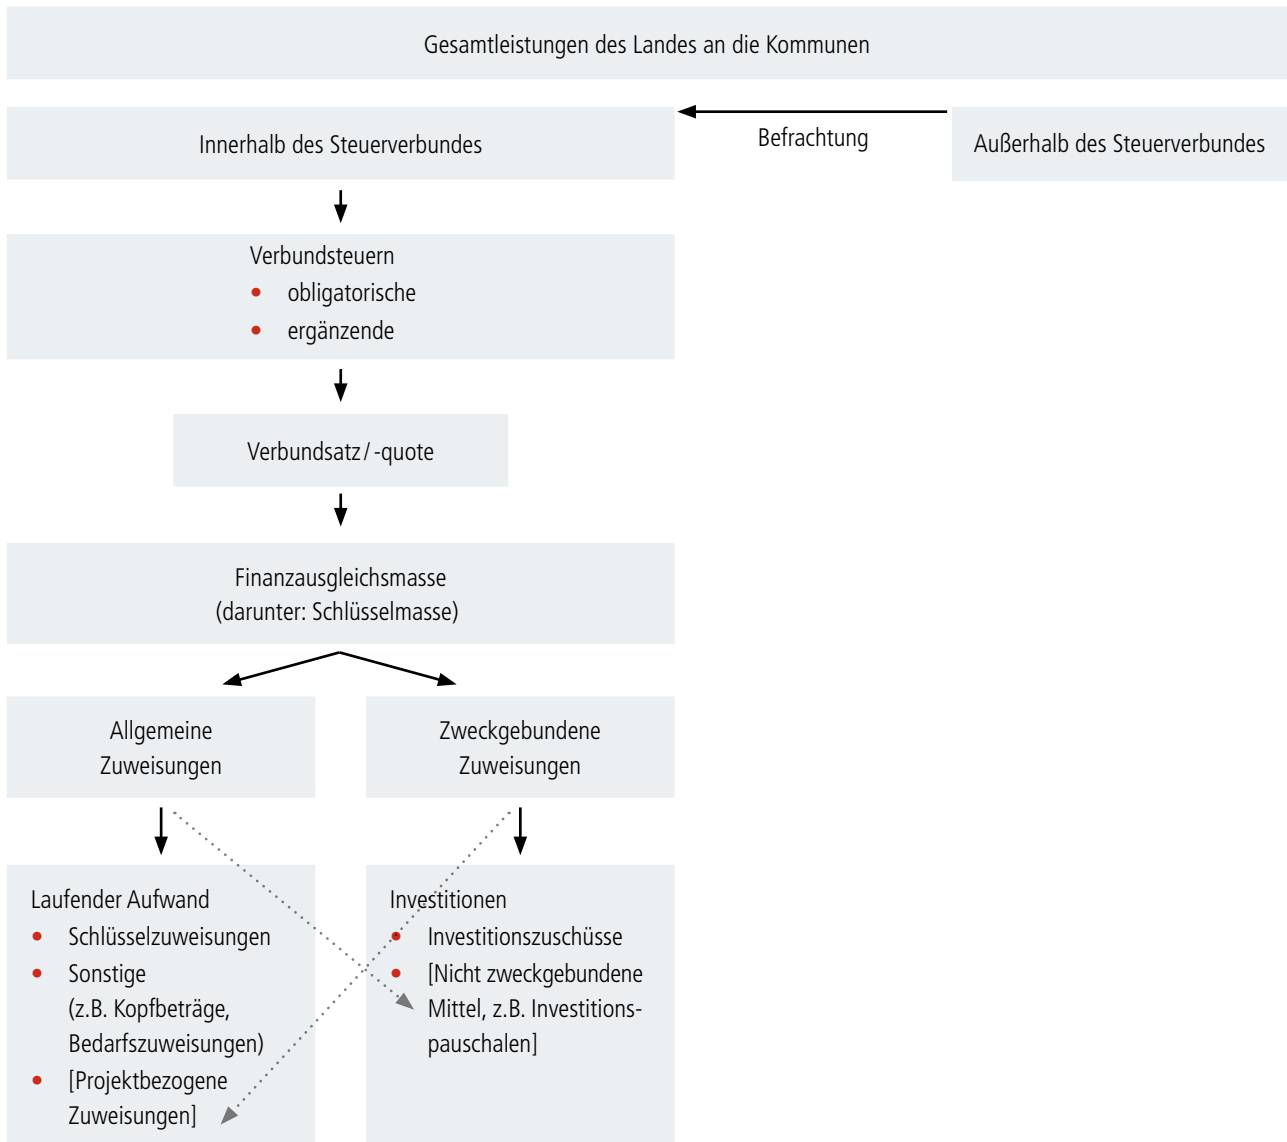 Gesamtleistungen des Landes an die Kommunen
Innerhalb des Steuerverbundes
Befrachtung
Außerhalb des Steuerverbundes
Verbundsteuern
• obligatorische
• ergänzende
Verbundsatz / -quote
Finanzausgleichsmasse
(darunter: Schlüsselmasse)
Allgemeine
Zuweisungen
Zweckgebundene
Zuweisungen
Laufender Aufwand
• Schlüsselzuweisungen
• Sonstige
(z.B. Kopfbeträge,
Bedarfszuweisungen)
• [Projektbezogene
Zuweisungen]
Investitionen
• Investitionszuschüsse
• [Nicht zweckgebundene
Mittel, z.B. Investitions-
pauschalen]